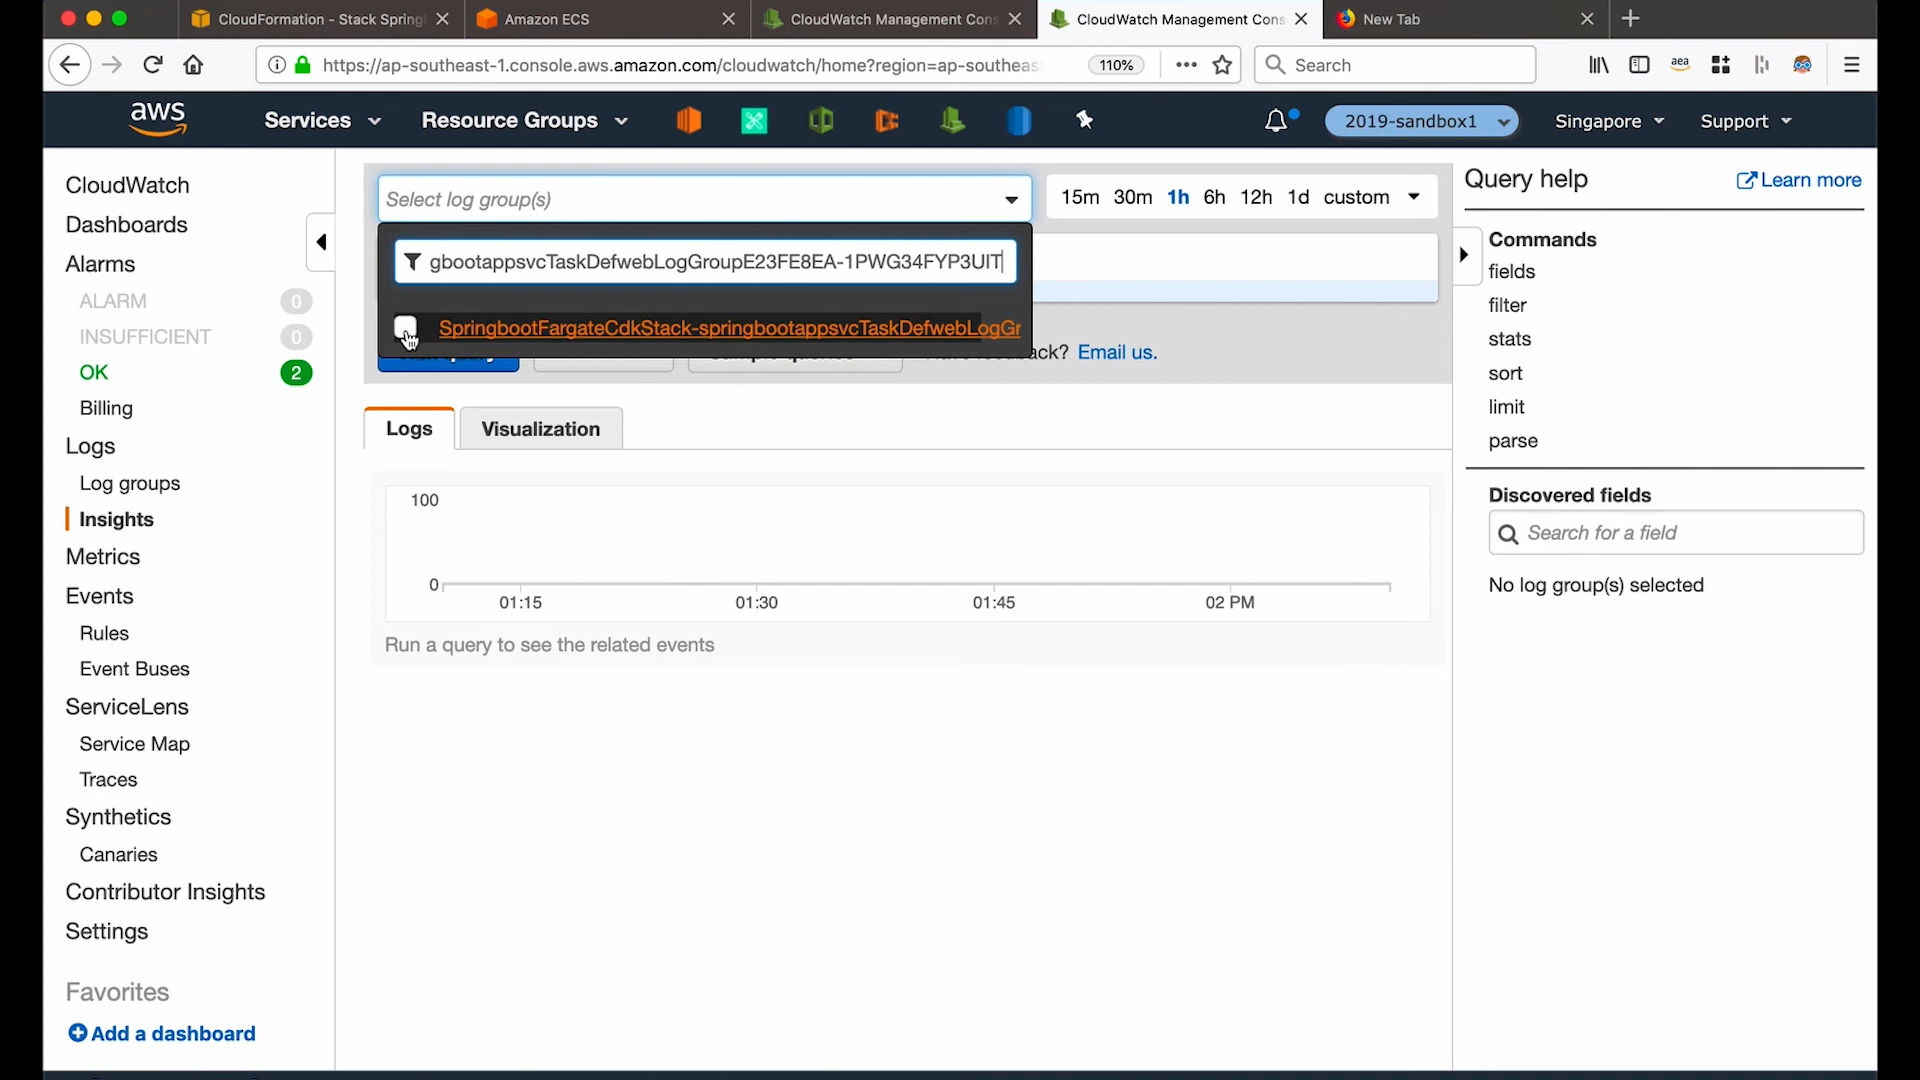 CloudFormation - Stack Spring
Amazon ECS
CloudWatch Management Cons
CloudWatch Management Cons
New Tab
https://ap-southeast-1.console.aws.amazon.com/cloudwatch/home?region=ap-southeas
110%
Search
aea
aws
Services
Resource Groups
2019-sandbox1
Singapore
Support
CloudWatch
Dashboards
Alarms
ALARM 0
INSUFFICIENT 0
OK 2
Billing
Logs
Log groups
Insights
Metrics
Events
Rules
Event Buses
ServiceLens
Service Map
Traces
Synthetics
Canaries
Contributor Insights
Settings
Favorites
Add a dashboard
Select log group(s)
15m 30m 1h 6h 12h 1d custom
gbootappsvcTaskDefwebLogGroupE23FE8EA-1PWG34FYP3UIT
SpringbootFargateCdkStack-springbootappsvcTaskDefwebLogGr
Email us.
Logs
Visualization
100
0
01:15 01:30 01:45 02 PM
Run a query to see the related events
Query help
Learn more
Commands
fields
filter
stats
sort
limit
parse
Discovered fields
Search for a field
No log group(s) selected